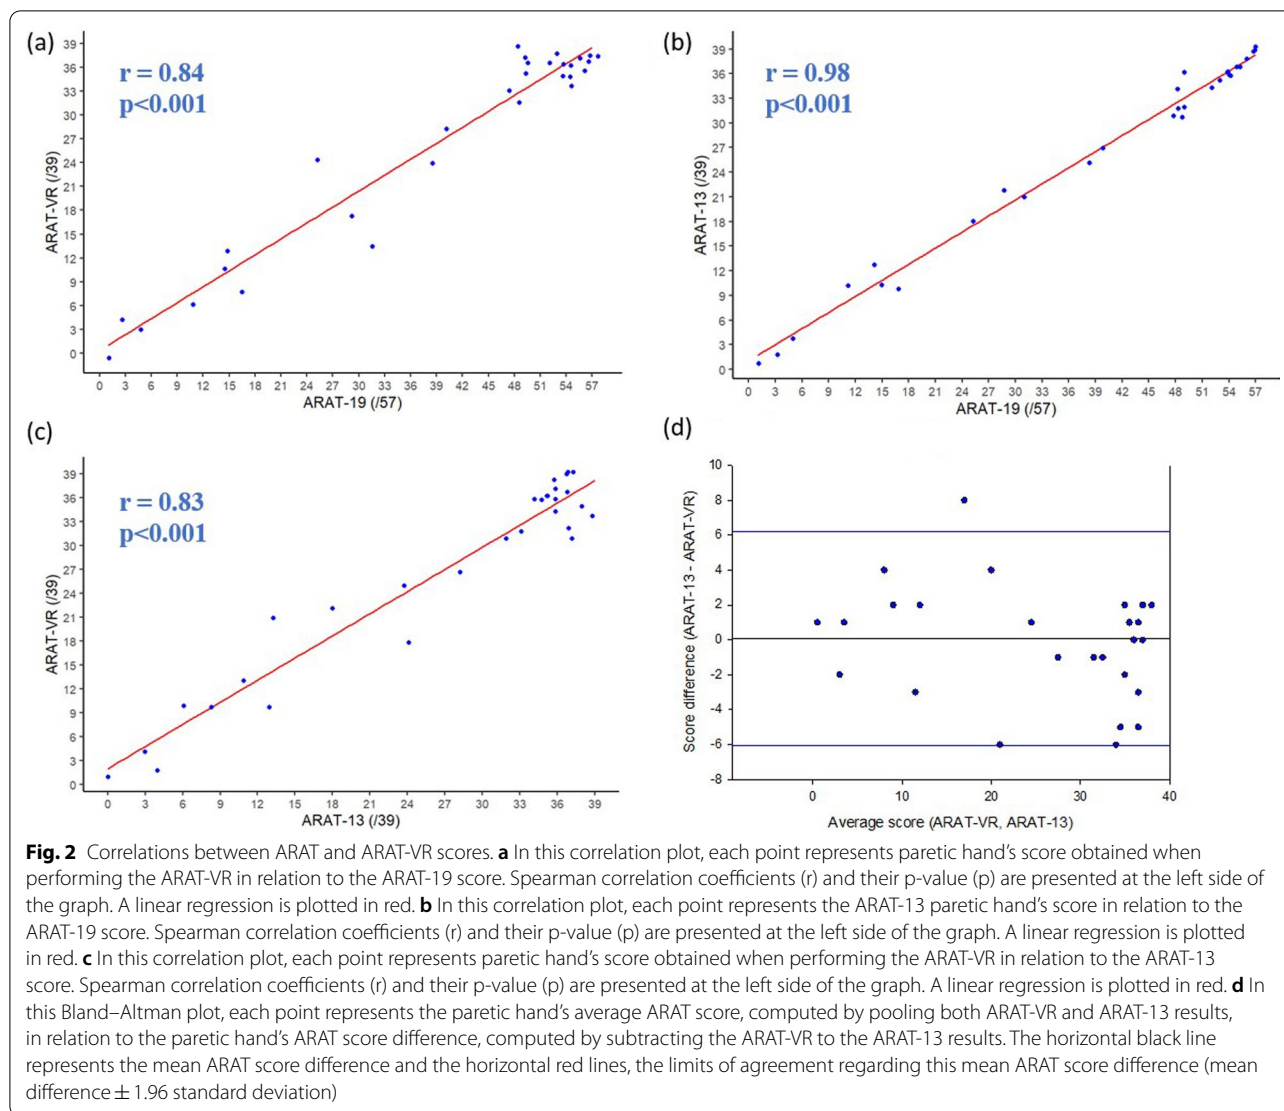 (a)
r = 0.84
p<0.001
ARAT-VR (/39)
39
36
33
30
27
24
21
18
15
12
9
6
3
0
0 3 6 9 12 15 18 21 24 27 30 33 36 39 42 45 48 51 54 57
ARAT-19 (/57)
(b)
r = 0.98
p<0.001
ARAT-13 (/39)
39
36
33
30
27
24
21
18
15
12
9
6
3
0
0 3 6 9 12 15 18 21 24 27 30 33 36 39 42 45 48 51 54 57
ARAT-19 (/57)
(c)
r = 0.83
p<0.001
ARAT-VR (/39)
39
36
33
30
27
24
21
18
15
12
9
6
3
0
0 3 6 9 12 15 18 21 24 27 30 33 36 39
ARAT-13 (/39)
(d)
Score difference (ARAT-13 - ARAT-VR)
10
8
6
4
2
0
-2
-4
-6
-8
0 10 20 30 40
Average score (ARAT-VR, ARAT-13)
Fig. 2 Correlations between ARAT and ARAT-VR scores. a In this correlation plot, each point represents paretic hand's score obtained when
performing the ARAT-VR in relation to the ARAT-19 score. Spearman correlation coefficients (r) and their p-value (p) are presented at the left side of
the graph. A linear regression is plotted in red. b In this correlation plot, each point represents the ARAT-13 paretic hand's score in relation to the
ARAT-19 score. Spearman correlation coefficients (r) and their p-value (p) are presented at the left side of the graph. A linear regression is plotted
in red. c In this correlation plot, each point represents paretic hand's score obtained when performing the ARAT-VR in relation to the ARAT-13
score. Spearman correlation coefficients (r) and their p-value (p) are presented at the left side of the graph. A linear regression is plotted in red. d In
this Bland–Altman plot, each point represents the paretic hand's average ARAT score, computed by pooling both ARAT-VR and ARAT-13 results,
in relation to the paretic hand's ARAT score difference, computed by subtracting the ARAT-VR to the ARAT-13 results. The horizontal black line
represents the mean ARAT score difference and the horizontal red lines, the limits of agreement regarding this mean ARAT score difference (mean
difference ± 1.96 standard deviation)